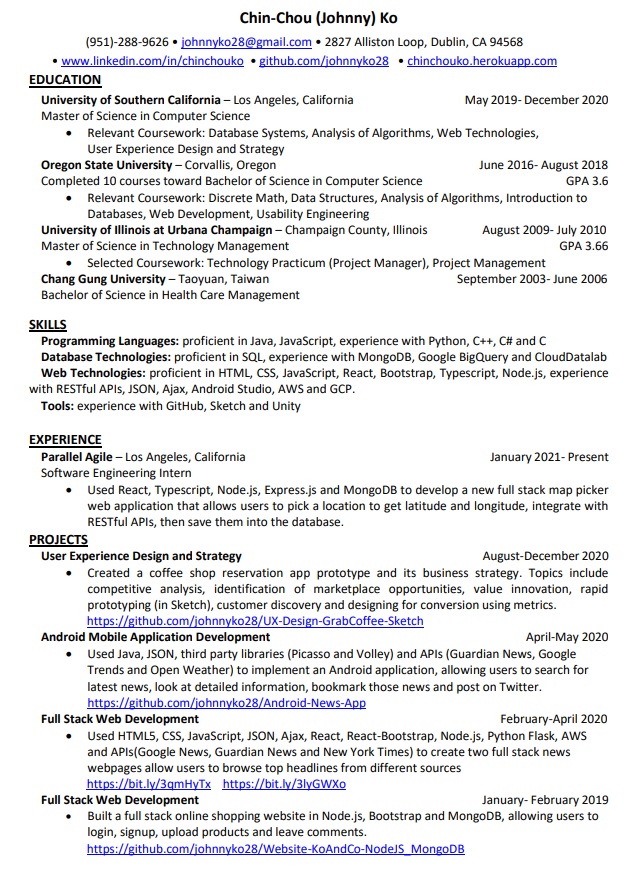 Chin-Chou (Johnny) Ko
(951)-288-9626 • johnnyko28@gmail.com • 2827 Alliston Loop, Dublin, CA 94568
• www.linkedin.com/in/chinchouko • github.com/johnnyko28 • chinchouko.herokuapp.com
EDUCATION
University of Southern California – Los Angeles, California May 2019- December 2020
Master of Science in Computer Science
• Relevant Coursework: Database Systems, Analysis of Algorithms, Web Technologies,
User Experience Design and Strategy
Oregon State University – Corvallis, Oregon June 2016- August 2018
Completed 10 courses toward Bachelor of Science in Computer Science GPA 3.6
• Relevant Coursework: Discrete Math, Data Structures, Analysis of Algorithms, Introduction to
Databases, Web Development, Usability Engineering
University of Illinois at Urbana Champaign – Champaign County, Illinois August 2009- July 2010
Master of Science in Technology Management GPA 3.66
• Selected Coursework: Technology Practicum (Project Manager), Project Management
Chang Gung University – Taoyuan, Taiwan September 2003- June 2006
Bachelor of Science in Health Care Management
SKILLS
Programming Languages: proficient in Java, JavaScript, experience with Python, C++, C# and C
Database Technologies: proficient in SQL, experience with MongoDB, Google BigQuery and CloudDatalab
Web Technologies: proficient in HTML, CSS, JavaScript, React, Bootstrap, Typescript, Node.js, experience
with RESTful APIs, JSON, Ajax, Android Studio, AWS and GCP.
Tools: experience with GitHub, Sketch and Unity
EXPERIENCE
Parallel Agile – Los Angeles, California January 2021- Present
Software Engineering Intern
• Used React, Typescript, Node.js, Express.js and MongoDB to develop a new full stack map picker
web application that allows users to pick a location to get latitude and longitude, integrate with
RESTful APIs, then save them into the database.
PROJECTS
User Experience Design and Strategy August-December 2020
• Created a coffee shop reservation app prototype and its business strategy. Topics include
competitive analysis, identification of marketplace opportunities, value innovation, rapid
prototyping (in Sketch), customer discovery and designing for conversion using metrics.
https://github.com/johnnyko28/UX-Design-GrabCoffee-Sketch
Android Mobile Application Development April-May 2020
• Used Java, JSON, third party libraries (Picasso and Volley) and APIs (Guardian News, Google
Trends and Open Weather) to implement an Android application, allowing users to search for
latest news, look at detailed information, bookmark those news and post on Twitter.
https://github.com/johnnyko28/Android-News-App
Full Stack Web Development February-April 2020
• Used HTML5, CSS, JavaScript, JSON, Ajax, React, React-Bootstrap, Node.js, Python Flask, AWS
and APIs(Google News, Guardian News and New York Times) to create two full stack news
webpages allow users to browse top headlines from different sources
https://bit.ly/3qmHyTx https://bit.ly/3lyGWXo
Full Stack Web Development January- February 2019
• Built a full stack online shopping website in Node.js, Bootstrap and MongoDB, allowing users to
login, signup, upload products and leave comments.
https://github.com/johnnyko28/Website-KoAndCo-NodeJS_MongoDB